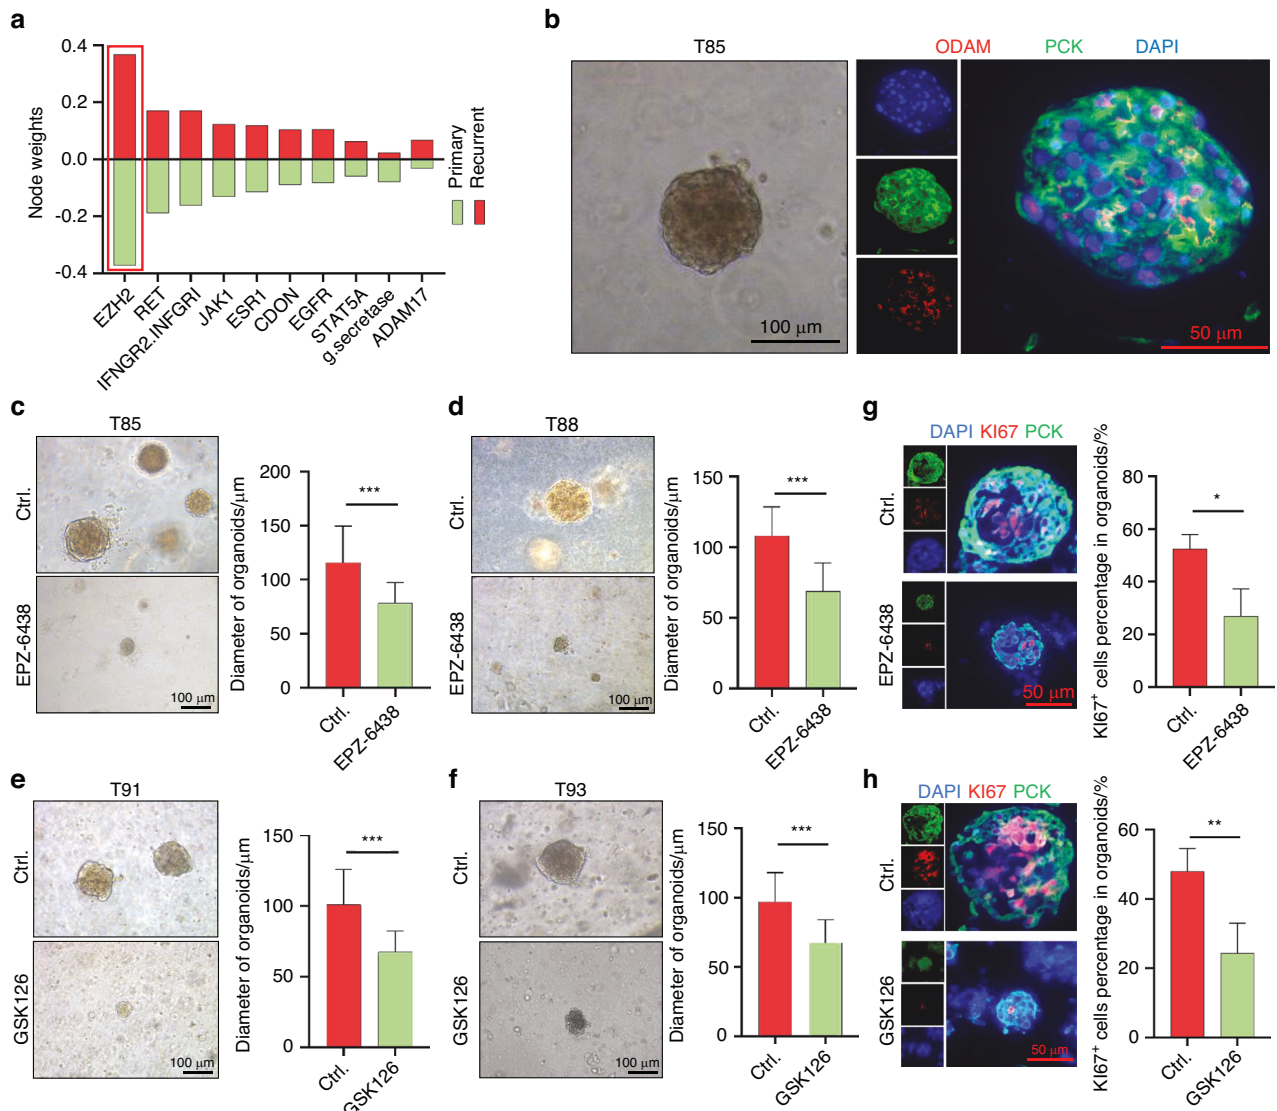 a
Node weights
0.4
0.2
0.0
-0.2
-0.4
EZH2
RET
IFNGR2.INFGRI
JAK1
ESR1
CDON
EGFR
STAT5A
g.secretase
ADAM17
Primary
Recurrent
b
T85
100 μm
ODAM PCK DAPI
50 μm
c
T85
Ctrl.
EPZ-6438
100 μm
Diameter of organoids/μm
200
150
100
50
0
***
Ctrl.
EPZ-6438
d
T88
Ctrl.
EPZ-6438
100 μm
Diameter of organoids/μm
150
100
50
0
***
Ctrl.
EPZ-6438
g
DAPI KI67 PCK
Ctrl.
EPZ-6438
50 μm
KI67⁺ cells percentage in organoids/%
80
60
40
20
0
*
Ctrl.
EPZ-6438
e
T91
Ctrl.
GSK126
100 μm
Diameter of organoids/μm
150
100
50
0
***
Ctrl.
GSK126
f
T93
Ctrl.
GSK126
100 μm
Diameter of organoids/μm
150
100
50
0
***
Ctrl.
GSK126
h
DAPI KI67 PCK
Ctrl.
GSK126
50 μm
KI67⁺ cells percentage in organoids/%
60
40
20
0
**
Ctrl.
GSK126